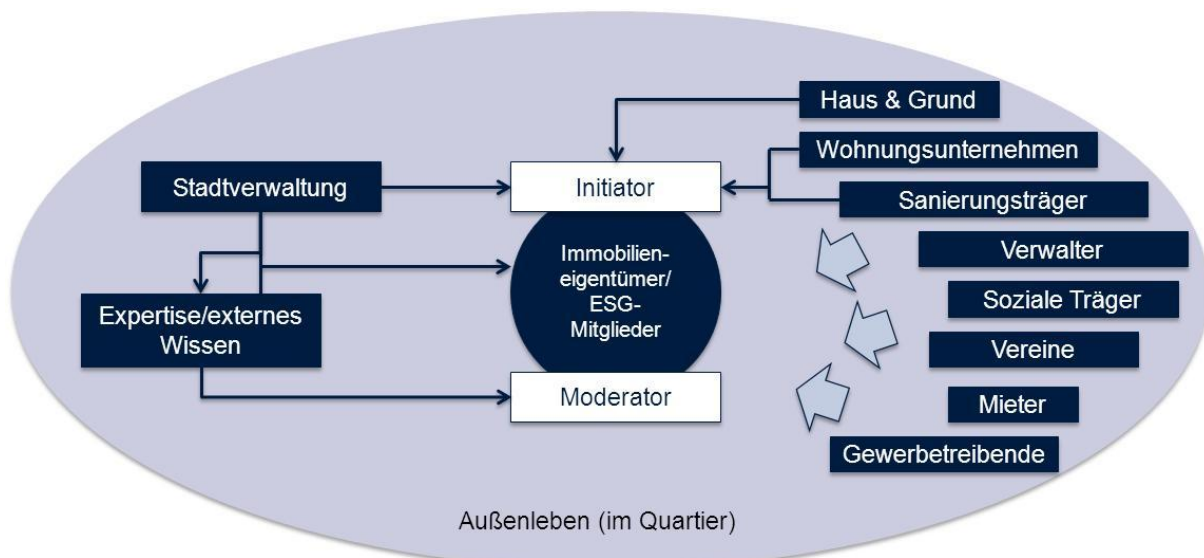 Haus & Grund
Wohnungsunternehmen
Stadtverwaltung
Initiator
Sanierungsträger
Immobilien-
eigentümer/
ESG-
Mitglieder
Verwalter
Soziale Träger
Expertise/externes
Wissen
Vereine
Moderator
Mieter
Gewerbetreibende
Außenleben (im Quartier)